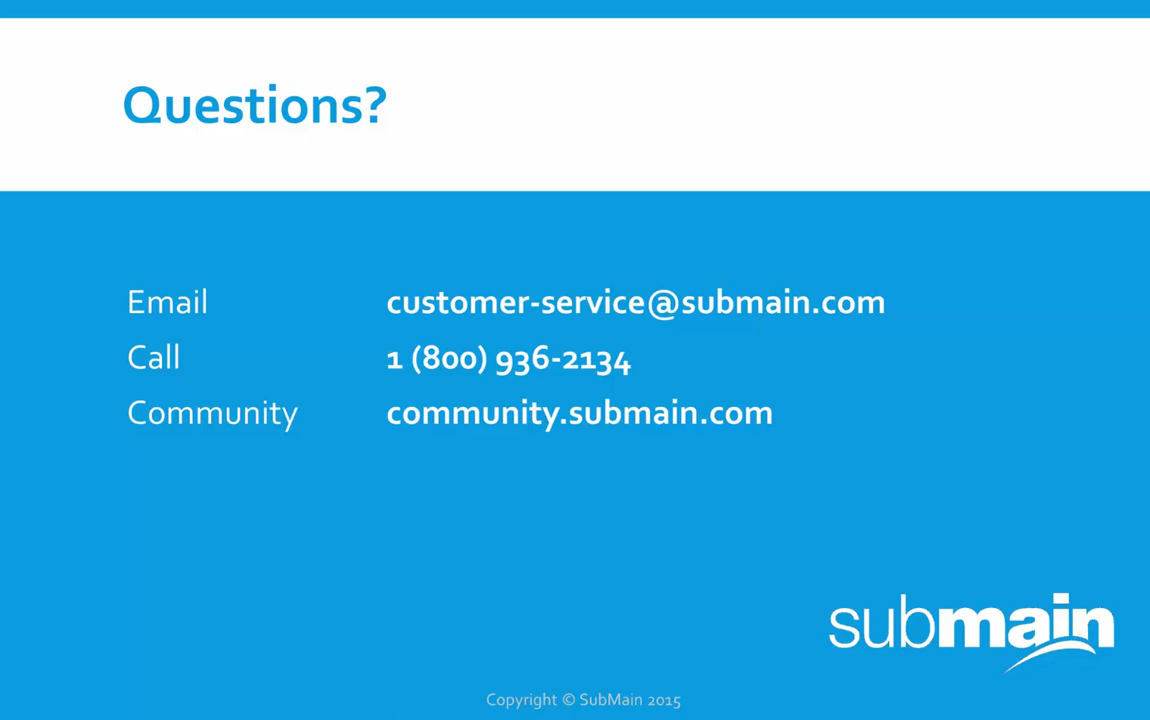 Questions?
Email customer-service@submain.com
Call 1 (800) 936-2134
Community community.submain.com
submain
Copyright © SubMain 2015